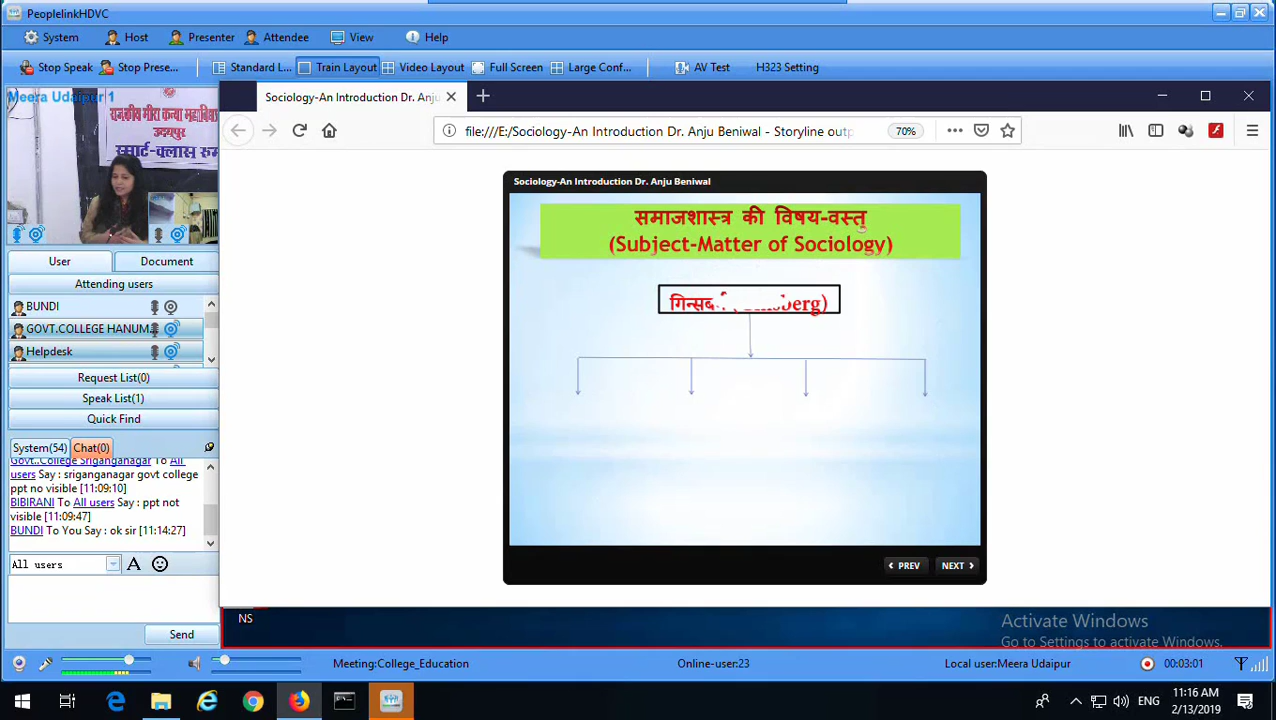 PeoplelinkHDVC
System Host Presenter Attendee View Help
Stop Speak Stop Prese... Standard L... Train Layout Video Layout Full Screen Large Conf... AV Test H323 Setting
Meera Udaipur 1
राजकीय मीरा कन्या महाविद्य
उदयपुर
स्मार्ट-क्लास रूम
User Document
Attending users
BUNDI
GOVT.COLLEGE HANUM...
Helpdesk
Request List(0)
Speak List(1)
Quick Find
System(54) Chat(0)
Govt..College Sriganganagar To All
users Say : sriganganagar govt college
ppt no visible [11:09:10]
BIBIRANI To All users Say : ppt not
visible [11:09:47]
BUNDI To You Say : ok sir [11:14:27]
All users
Send
Sociology-An Introduction Dr. Anju
file:///E:/Sociology-An Introduction Dr. Anju Beniwal - Storyline outp
70%
Sociology-An Introduction Dr. Anju Beniwal
समाजशास्त्र की विषय-वस्तु
(Subject-Matter of Sociology)
PREV NEXT
NS
Activate Windows
Go to Settings to activate Windows.
Meeting:College_Education Online-user:23 Local user:Meera Udaipur 00:03:01
ENG
11:16 AM
2/13/2019